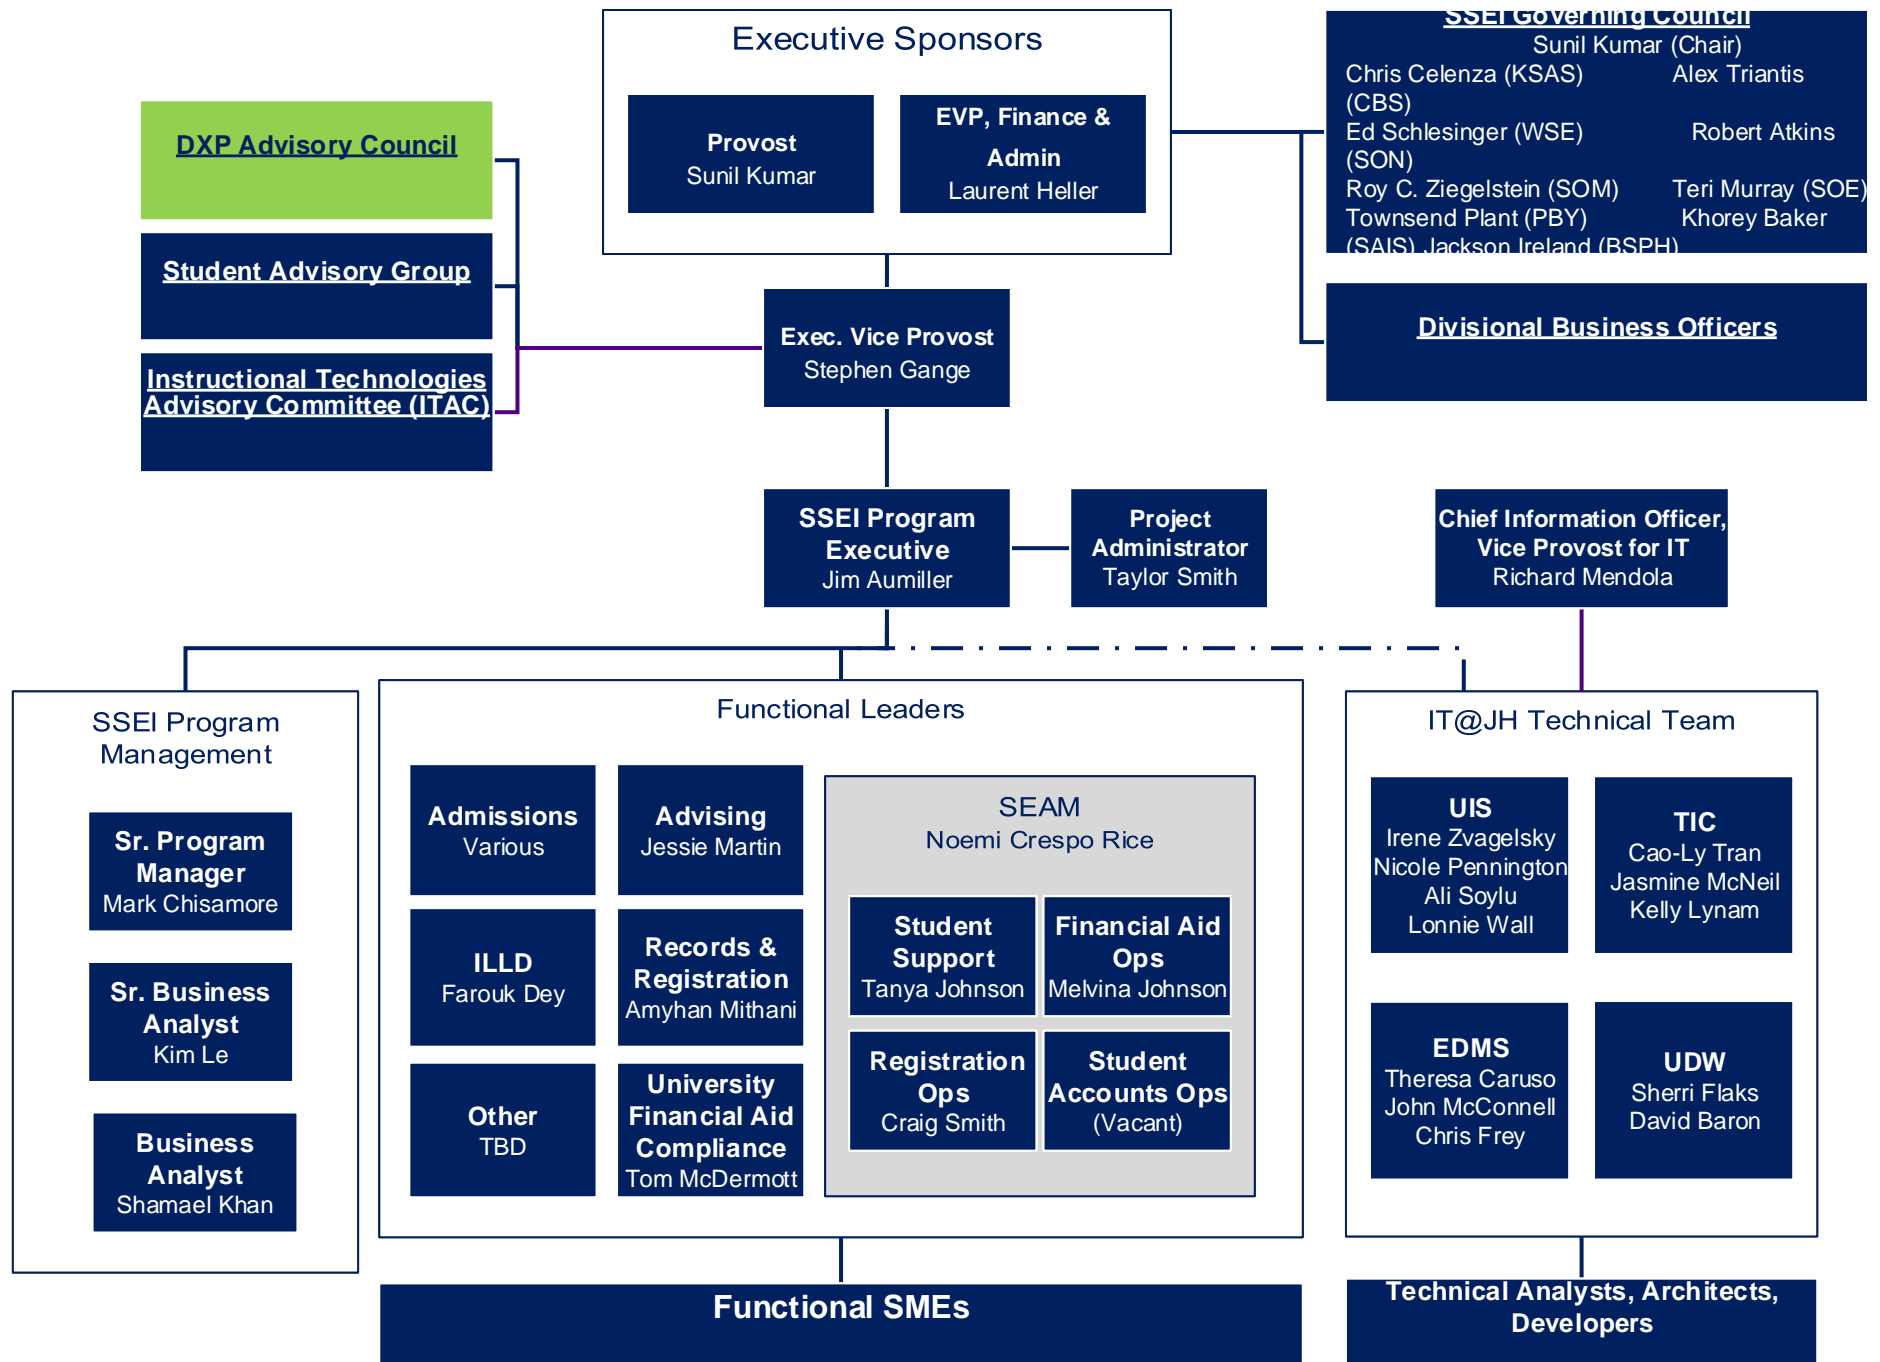 Executive Sponsors
Provost
Sunil Kumar
EVP, Finance &
Admin
Laurent Heller
SSEI Governing Council
Sunil Kumar (Chair)
Chris Celenza (KSAS) Alex Triantis
(CBS)
Ed Schlesinger (WSE) Robert Atkins
(SON)
Roy C. Ziegelstein (SOM) Teri Murray (SOE)
Townsend Plant (PBY) Khorey Baker
(SAIS) Jackson Ireland (BSPH)
DXP Advisory Council
Student Advisory Group
Instructional Technologies
Advisory Committee (ITAC)
Exec. Vice Provost
Stephen Gange
Divisional Business Officers
SSEI Program
Executive
Jim Aumiller
Project
Administrator
Taylor Smith
Chief Information Officer,
Vice Provost for IT
Richard Mendola
SSEI Program
Management
Sr. Program
Manager
Mark Chisamore
Sr. Business
Analyst
Kim Le
Business
Analyst
Shamael Khan
Functional Leaders
Admissions
Various
Advising
Jessie Martin
ILLD
Farouk Dey
Records &
Registration
Amyhan Mithani
Other
TBD
University
Financial Aid
Compliance
Tom McDermott
SEAM
Noemi Crespo Rice
Student
Support
Tanya Johnson
Financial Aid
Ops
Melvina Johnson
Registration
Ops
Craig Smith
Student
Accounts Ops
(Vacant)
IT@JH Technical Team
UIS
Irene Zvagelsky
Nicole Pennington
Ali Soylu
Lonnie Wall
TIC
Cao-Ly Tran
Jasmine McNeil
Kelly Lynam
EDMS
Theresa Caruso
John McConnell
Chris Frey
UDW
Sherri Flaks
David Baron
Functional SMEs
Technical Analysts, Architects,
Developers